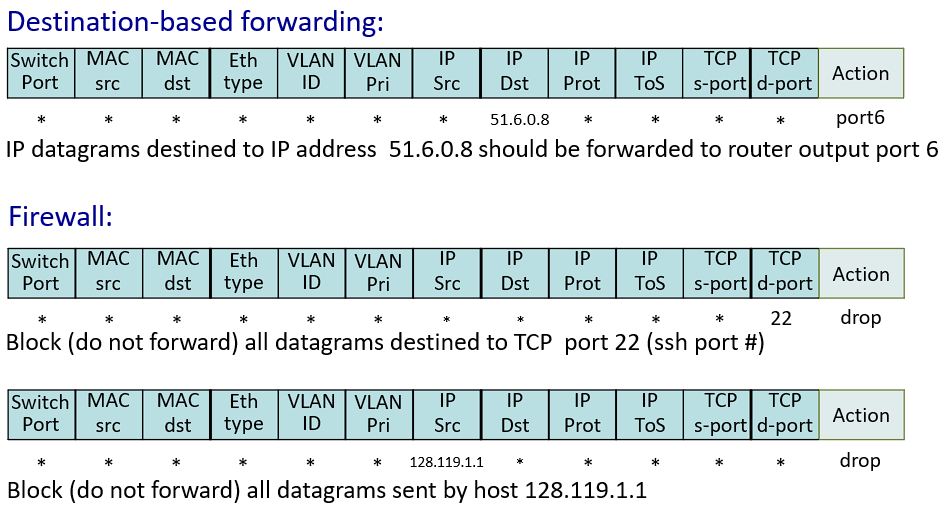 Destination-based forwarding:
Switch Port MAC src MAC dst Eth type VLAN ID VLAN Pri IP Src IP Dst IP Prot IP ToS TCP s-port TCP d-port Action
* * * * * * * 51.6.0.8 * * * * port6
IP datagrams destined to IP address 51.6.0.8 should be forwarded to router output port 6
Firewall:
Switch Port MAC src MAC dst Eth type VLAN ID VLAN Pri IP Src IP Dst IP Prot IP ToS TCP s-port TCP d-port Action
* * * * * * * * * * * 22 drop
Block (do not forward) all datagrams destined to TCP port 22 (ssh port #)
Switch Port MAC src MAC dst Eth type VLAN ID VLAN Pri IP Src IP Dst IP Prot IP ToS TCP s-port TCP d-port Action
* * * * * * 128.119.1.1 * * * * * drop
Block (do not forward) all datagrams sent by host 128.119.1.1